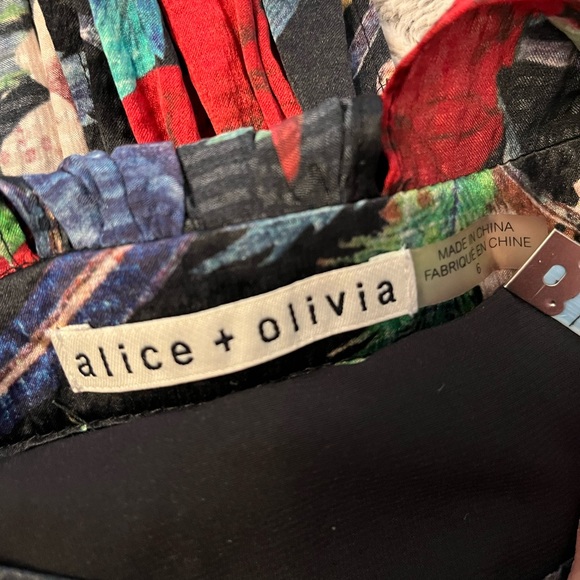 alice + olivia
MADE IN CHINA
FABRIQUE EN CHINE
6